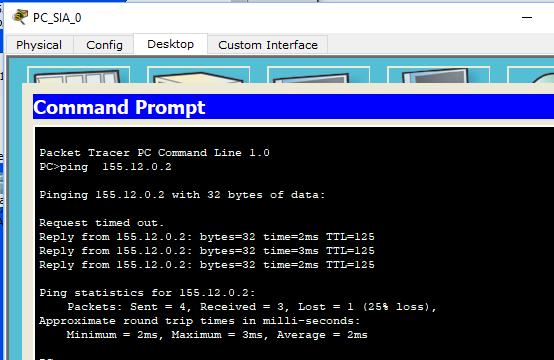 PC_SIA_0
Physical Config Desktop Custom Interface
Command Prompt
Packet Tracer PC Command Line 1.0
PC>ping  155.12.0.2
Pinging 155.12.0.2 with 32 bytes of data:
Request timed out.
Reply from 155.12.0.2: bytes=32 time=2ms TTL=125
Reply from 155.12.0.2: bytes=32 time=3ms TTL=125
Reply from 155.12.0.2: bytes=32 time=2ms TTL=125
Ping statistics for 155.12.0.2:
Packets: Sent = 4, Received = 3, Lost = 1 (25% loss),
Approximate round trip times in milli-seconds:
Minimum = 2ms, Maximum = 3ms, Average = 2ms